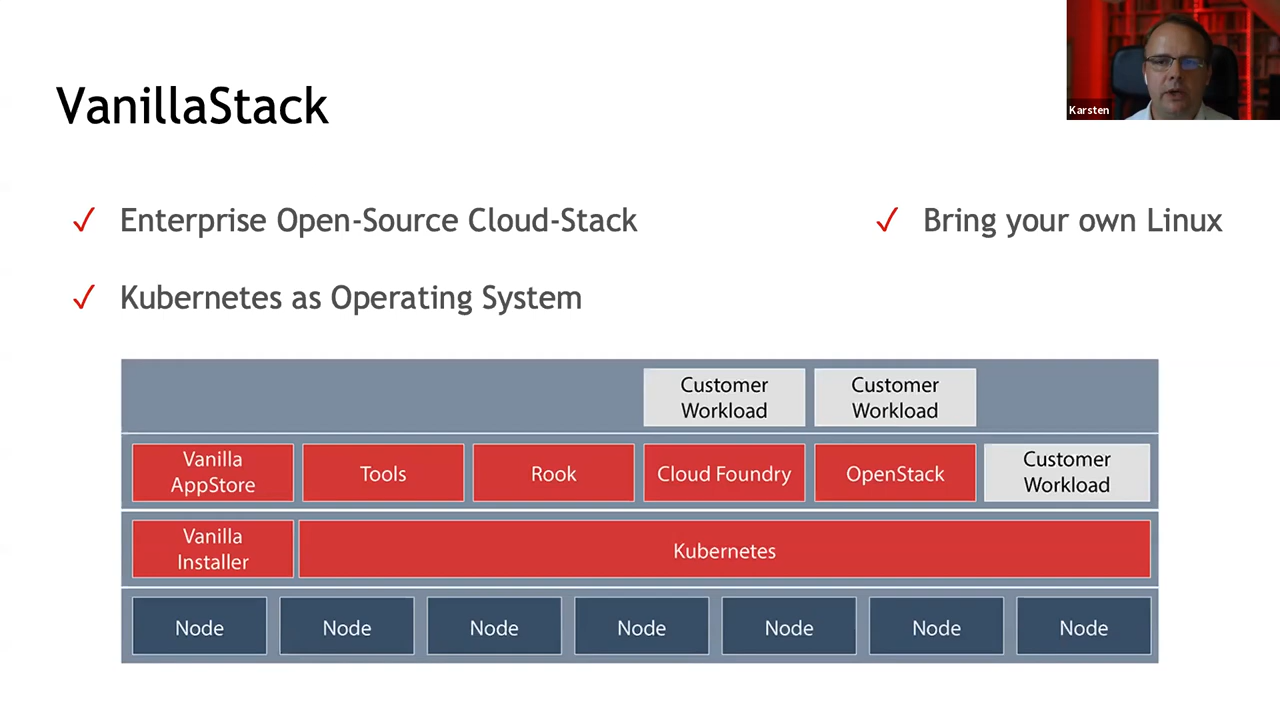 VanillaStack
Karsten
✓ Enterprise Open-Source Cloud-Stack
✓ Bring your own Linux
✓ Kubernetes as Operating System
Customer
Workload
Customer
Workload
Vanilla
AppStore
Tools
Rook
Cloud Foundry
OpenStack
Customer
Workload
Vanilla
Installer
Kubernetes
Node
Node
Node
Node
Node
Node
Node